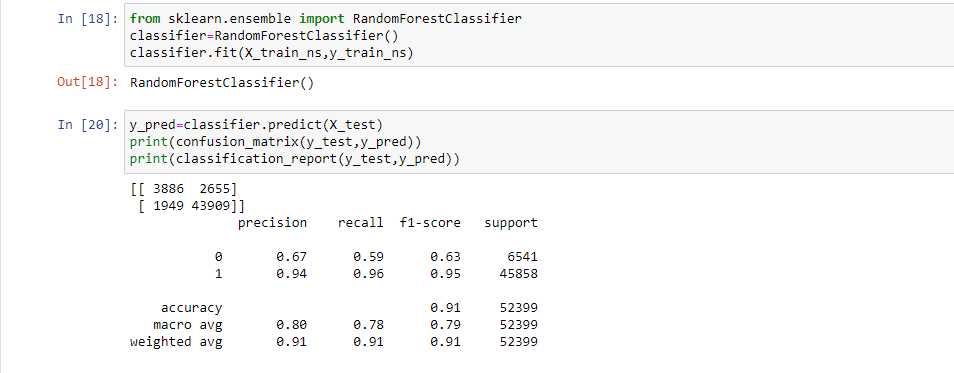 In [18]: from sklearn.ensemble import RandomForestClassifier
classifier=RandomForestClassifier()
classifier.fit(X_train_ns,y_train_ns)
Out[18]: RandomForestClassifier()
In [20]: y_pred=classifier.predict(X_test)
print(confusion_matrix(y_test,y_pred))
print(classification_report(y_test,y_pred))
[[ 3886  2655]
 [ 1949 43909]]
              precision    recall  f1-score   support
           0       0.67      0.59      0.63      6541
           1       0.94      0.96      0.95     45858
    accuracy                           0.91     52399
   macro avg       0.80      0.78      0.79     52399
weighted avg       0.91      0.91      0.91     52399